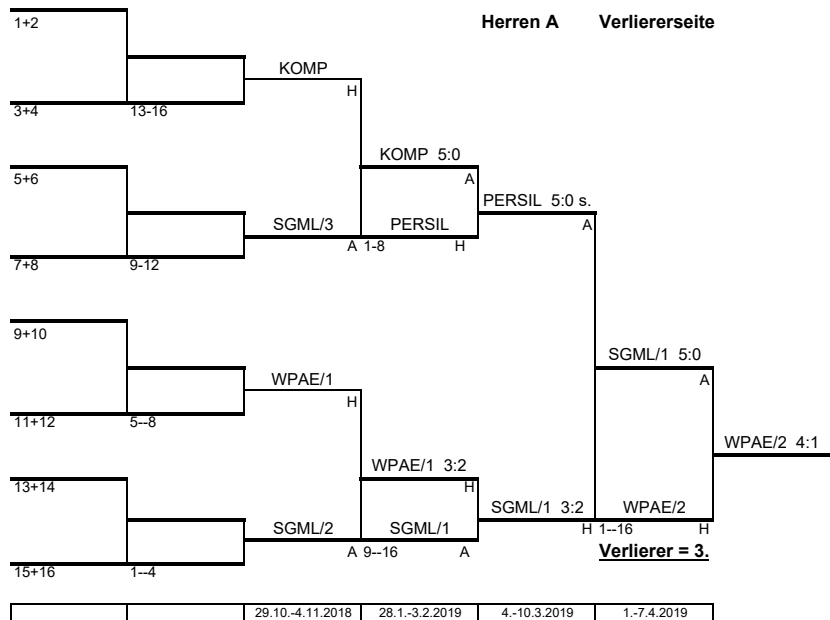 Herren A Verliererseite
1+2
KOMP
H
3+4 13-16
KOMP 5:0
5+6 A
PERSIL 5:0 s.
SGML/3 PERSIL A
A 1-8 H
7+8 9-12
9+10
SGML/1 5:0
WPAE/1 A
H
11+12 5--8
WPAE/2 4:1
WPAE/1 3:2
13+14 H
SGML/1 3:2 WPAE/2
SGML/2 SGML/1 H 1--16 H
A 9--16 A Verlierer = 3.
15+16 1--4
29.10.-4.11.2018 28.1.-3.2.2019 4.-10.3.2019 1.-7.4.2019